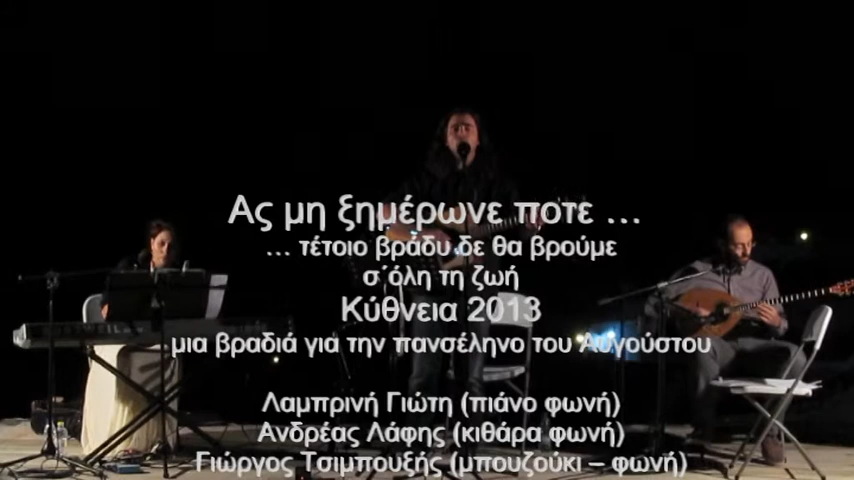 Ας μη ξημέρωνε ποτε ...
... τέτοιο βράδυ δε θα βρούμε
σ΄όλη τη ζωή
Κύθνεια 2013
μια βραδιά για την πανσέληνο του Αυγούστου
Λαμπρινή Γιώτη (πιάνο φωνή)
Ανδρέας Λάφης (κιθάρα φωνή)
Γιώργος Τσιμπουξής (μπουζούκι – φωνή)